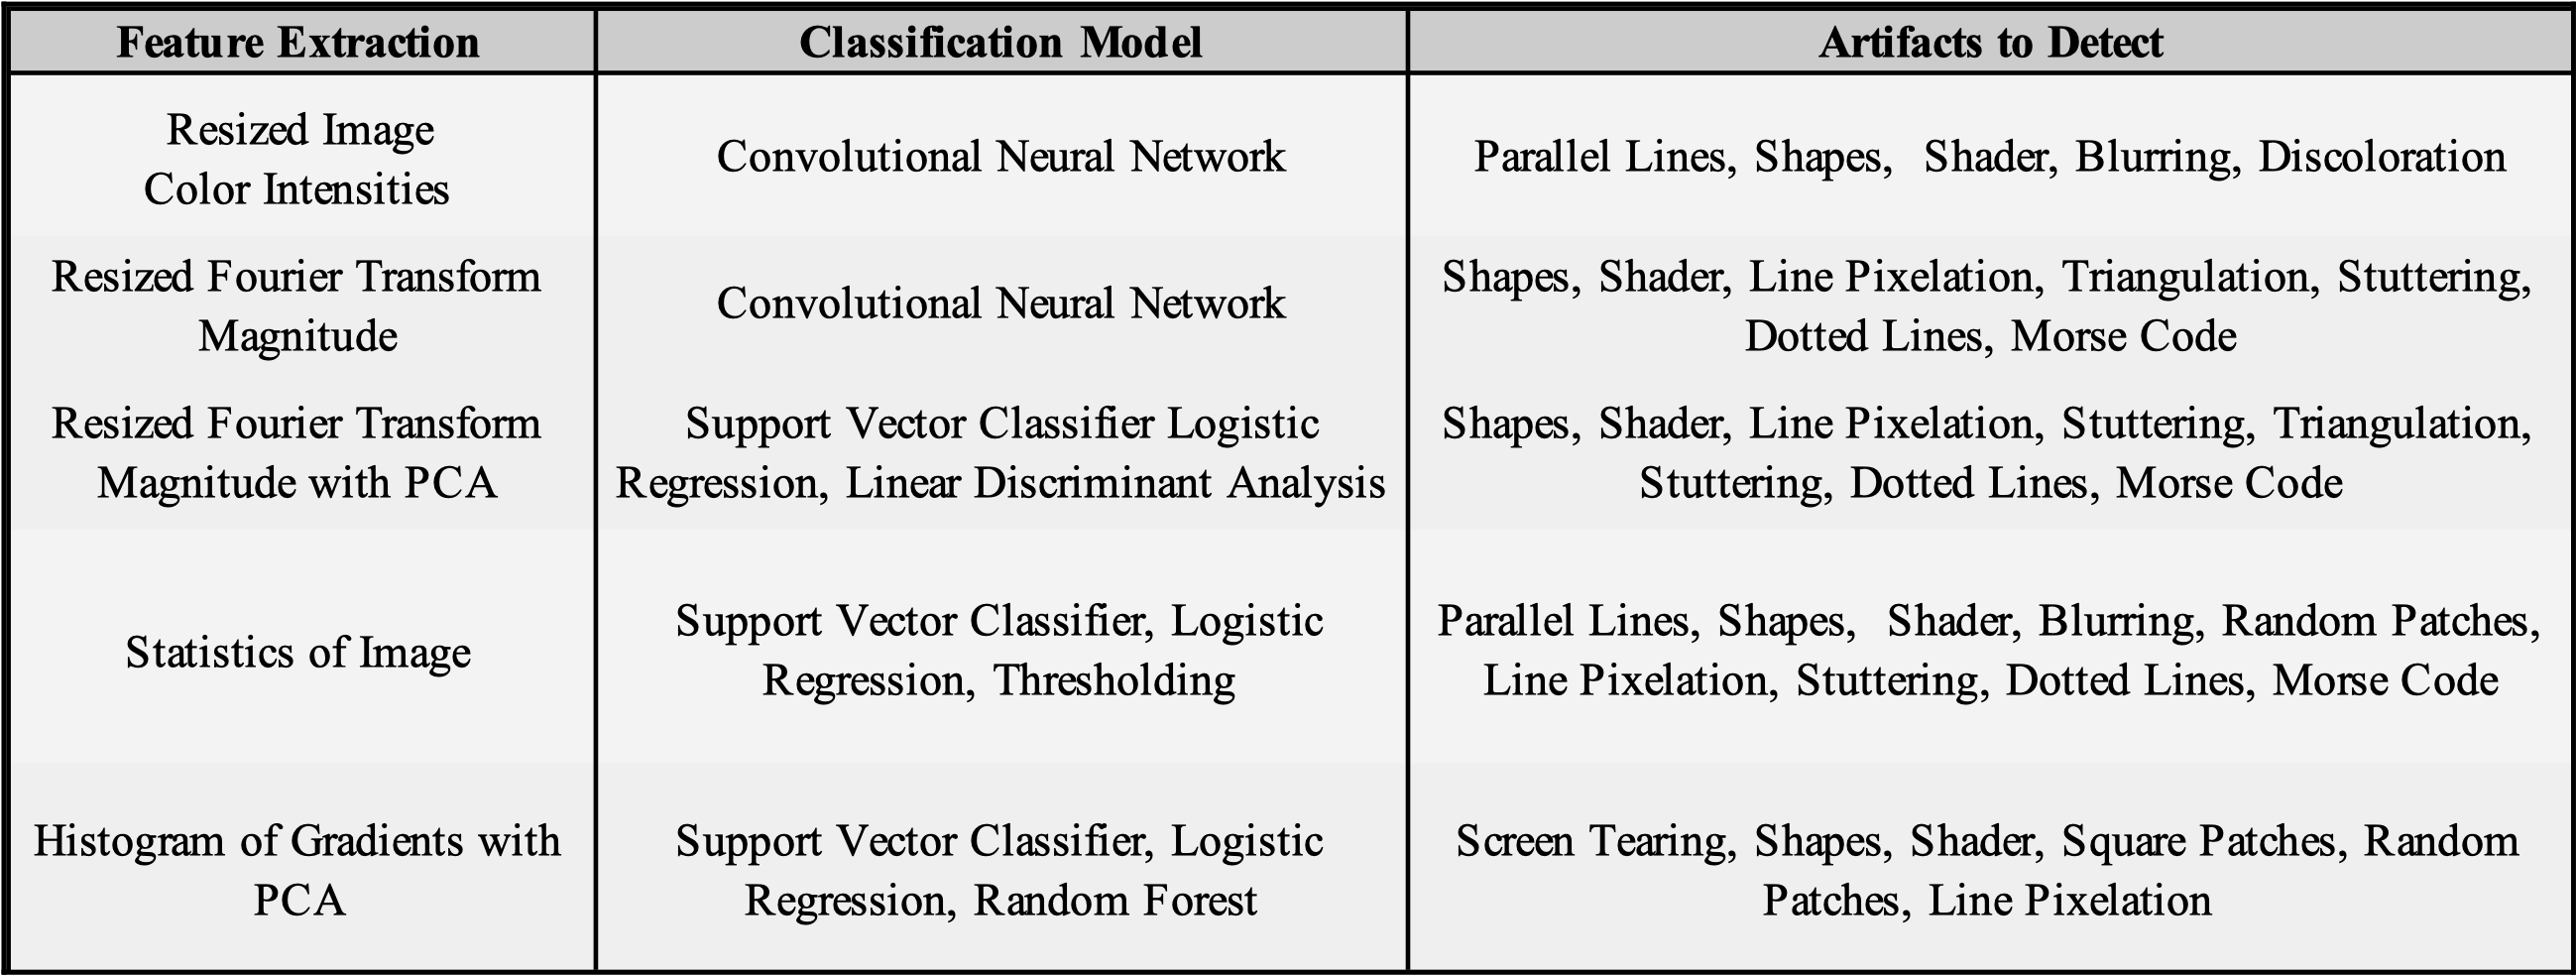 Feature Extraction Classification Model Artifacts to Detect
Resized Image
Color Intensities
Convolutional Neural Network
Parallel Lines, Shapes, Shader, Blurring, Discoloration
Resized Fourier Transform
Magnitude
Convolutional Neural Network
Shapes, Shader, Line Pixelation, Triangulation, Stuttering,
Dotted Lines, Morse Code
Resized Fourier Transform
Magnitude with PCA
Support Vector Classifier Logistic
Regression, Linear Discriminant Analysis
Shapes, Shader, Line Pixelation, Stuttering, Triangulation,
Stuttering, Dotted Lines, Morse Code
Statistics of Image
Support Vector Classifier, Logistic
Regression, Thresholding
Parallel Lines, Shapes, Shader, Blurring, Random Patches,
Line Pixelation, Stuttering, Dotted Lines, Morse Code
Histogram of Gradients with
PCA
Support Vector Classifier, Logistic
Regression, Random Forest
Screen Tearing, Shapes, Shader, Square Patches, Random
Patches, Line Pixelation